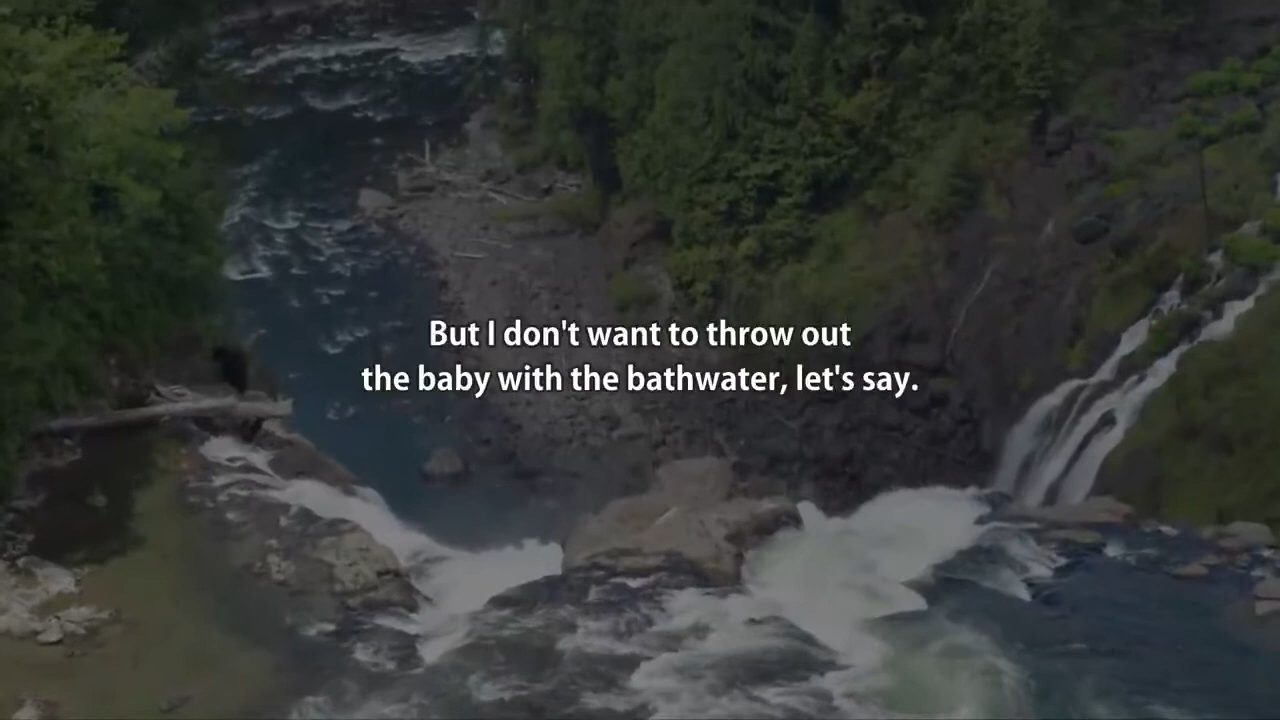 But I don't want to throw out
the baby with the bathwater, let's say.